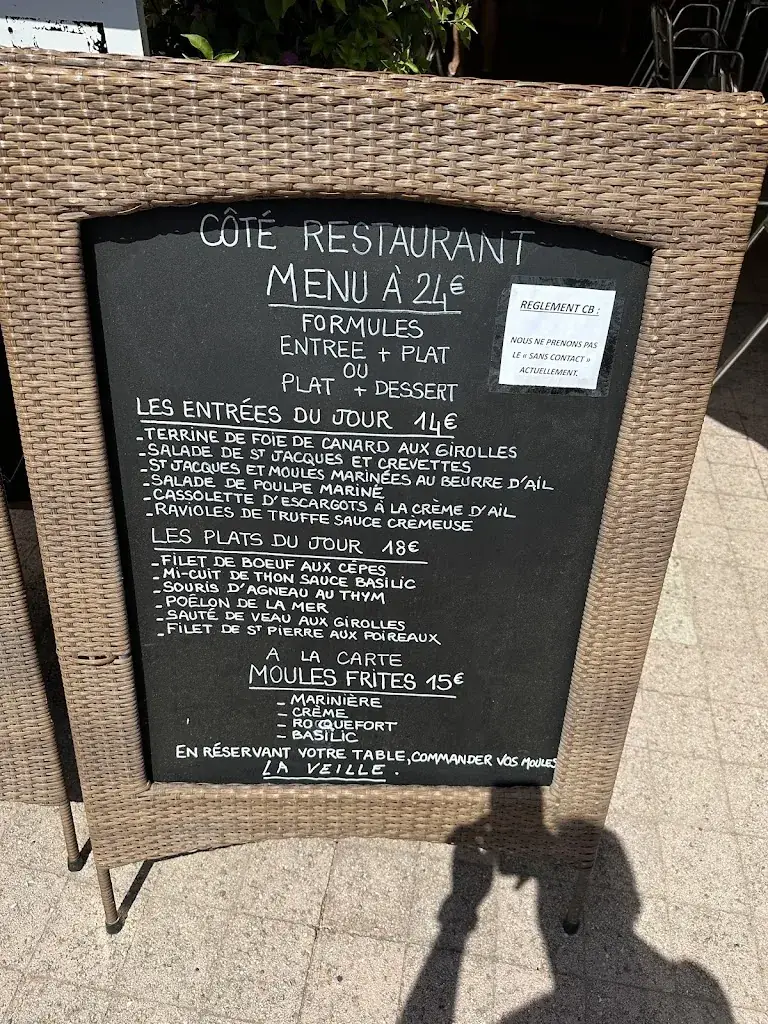 CÔTÉ RESTAURANT
MENU À 24€
FORMULES
ENTREE + PLAT
OU
PLAT + DESSERT
REGLEMENT CB :
NOUS NE PRENONS PAS
LE « SANS CONTACT »
ACTUELLEMENT.
LES ENTRÉES DU JOUR 14€
- TERRINE DE FOIE DE CANARD AUX GIROLLES
- SALADE DE ST JACQUES ET CREVETTES
- ST JACQUES ET MOULES MARINÉES AU BEURRE D'AIL
- SALADE DE POULPE MARINÉ
- CASSOLETTE D'ESCARGOTS À LA CRÈME D'AIL
- RAVIOLES DE TRUFFE SAUCE CRÉMEUSE
LES PLATS DU JOUR 18€
- FILET DE BOEUF AUX CÈPES
- MI-CUIT DE THON SAUCE BASILIC
- SOURIS D'AGNEAU AU THYM
- POÊLON DE LA MER
- SAUTÉ DE VEAU AUX GIROLLES
- FILET DE ST PIERRE AUX POIREAUX
A LA CARTE
MOULES FRITES 15€
- MARINIÈRE
- CRÈME
- ROCQUEFORT
- BASILIC
EN RÉSERVANT VOTRE TABLE, COMMANDER VOS MOULES
LA VEILLE.